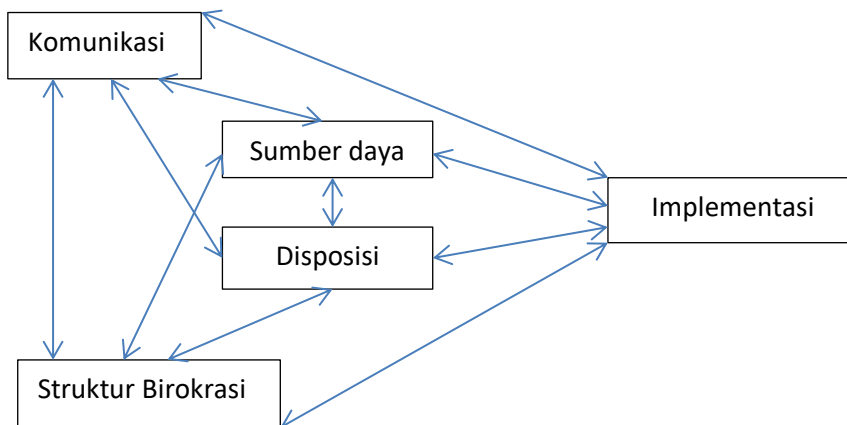 Komunikasi
Sumber daya
Implementasi
Disposisi
Struktur Birokrasi